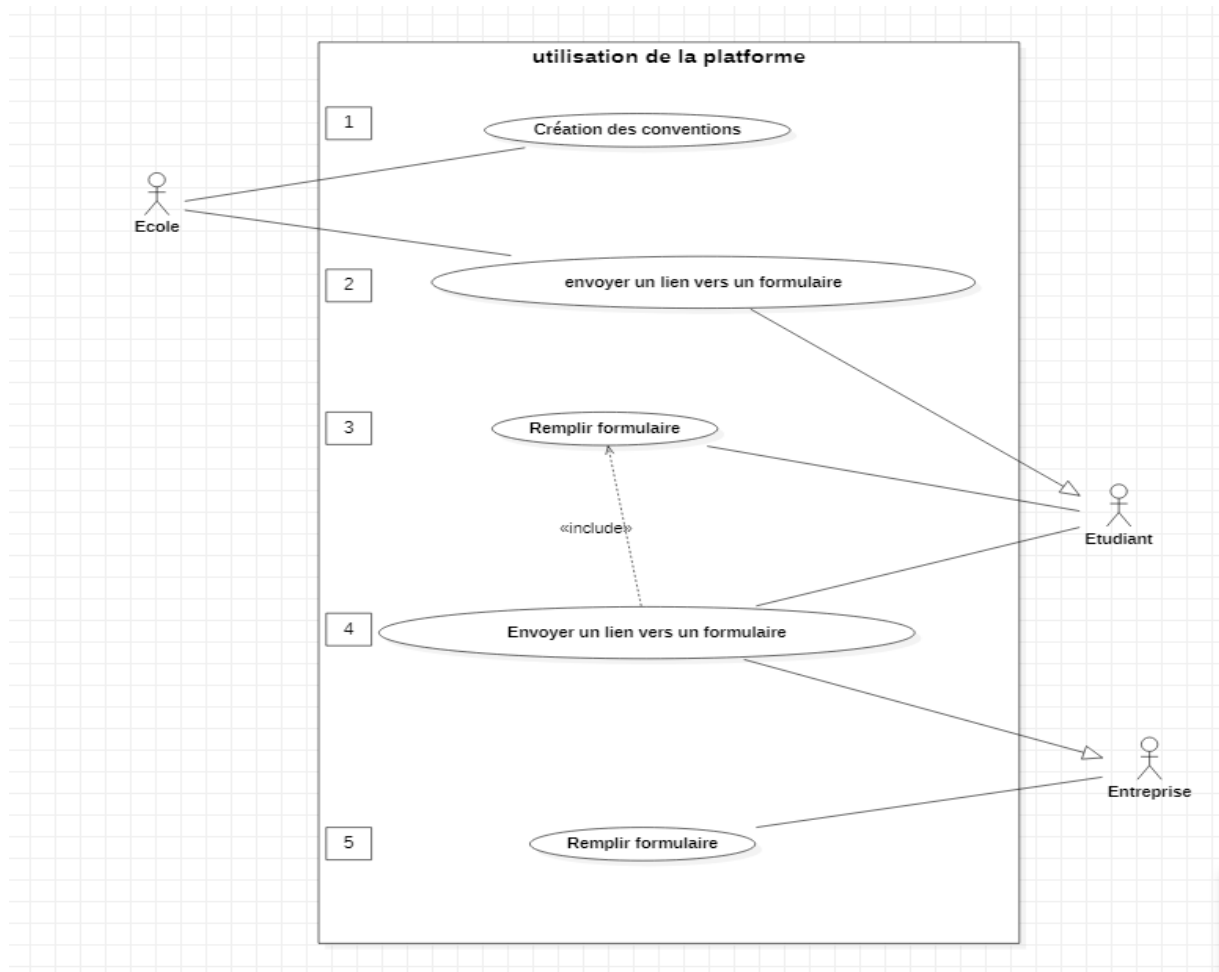 utilisation de la platforme
1
Création des conventions
Ecole
2
envoyer un lien vers un formulaire
3
Remplir formulaire
«include»
Etudiant
4
Envoyer un lien vers un formulaire
Entreprise
5
Remplir formulaire